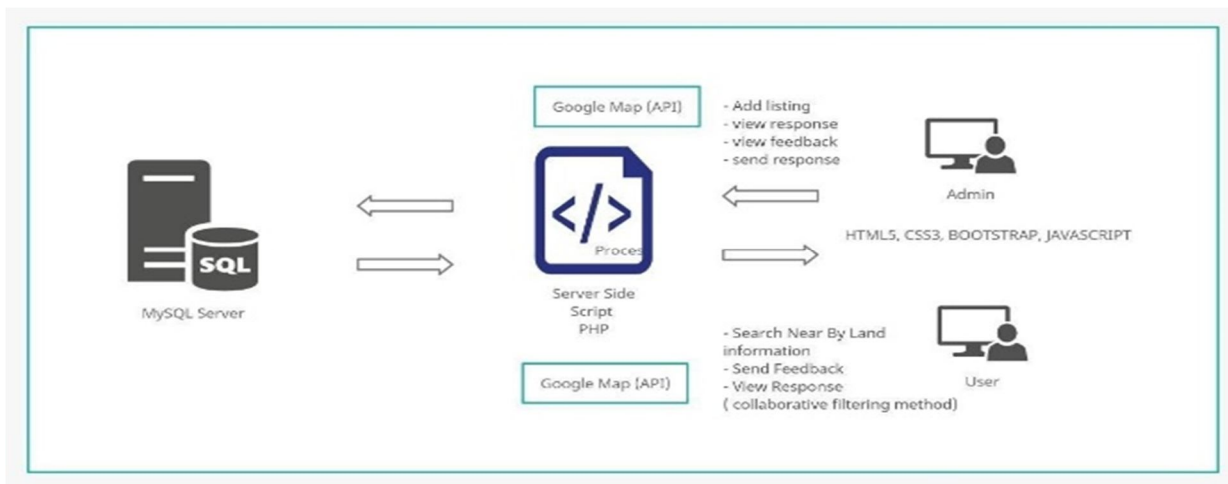 Google Map (API)
- Add listing
- view response
- view feedback
- send response
Admin
HTML5, CSS3, BOOTSTRAP, JAVASCRIPT
SQL
MySQL Server
</>
Proces
Server Side
Script
PHP
Google Map (API)
- Search Near By Land
information
- Send Feedback
- View Response
( collaborative filtering method)
User